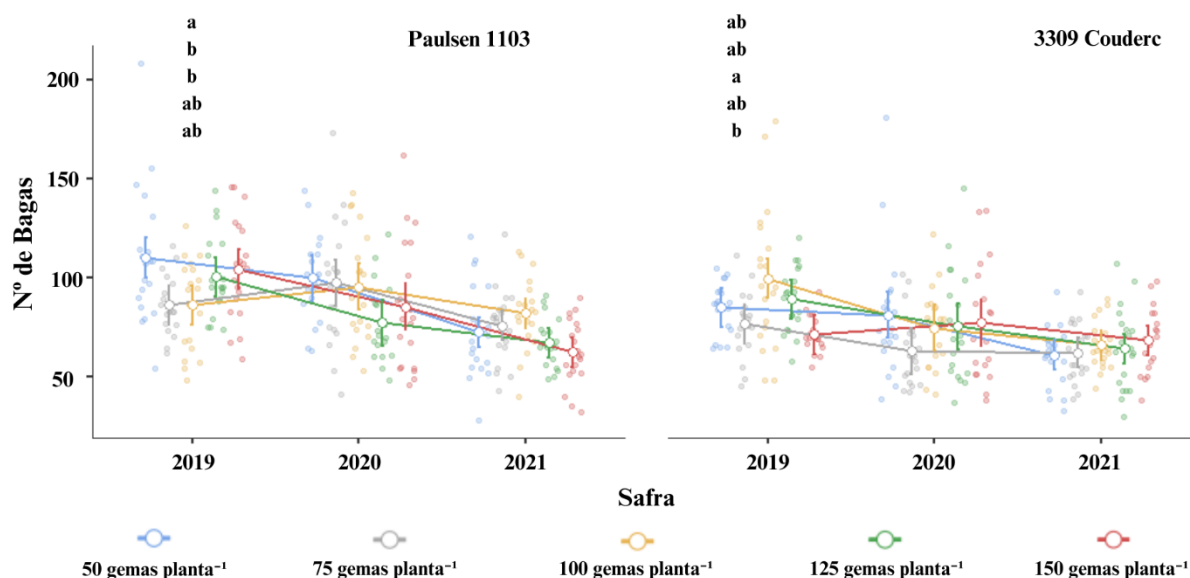 Paulsen 1103
3309 Couderc
a
b
b
ab
ab
ab
ab
a
ab
b
Nº de Bagas
200
150
100
50
2019
2020
2021
2019
2020
2021
Safra
50 gemas planta⁻¹
75 gemas planta⁻¹
100 gemas planta⁻¹
125 gemas planta⁻¹
150 gemas planta⁻¹